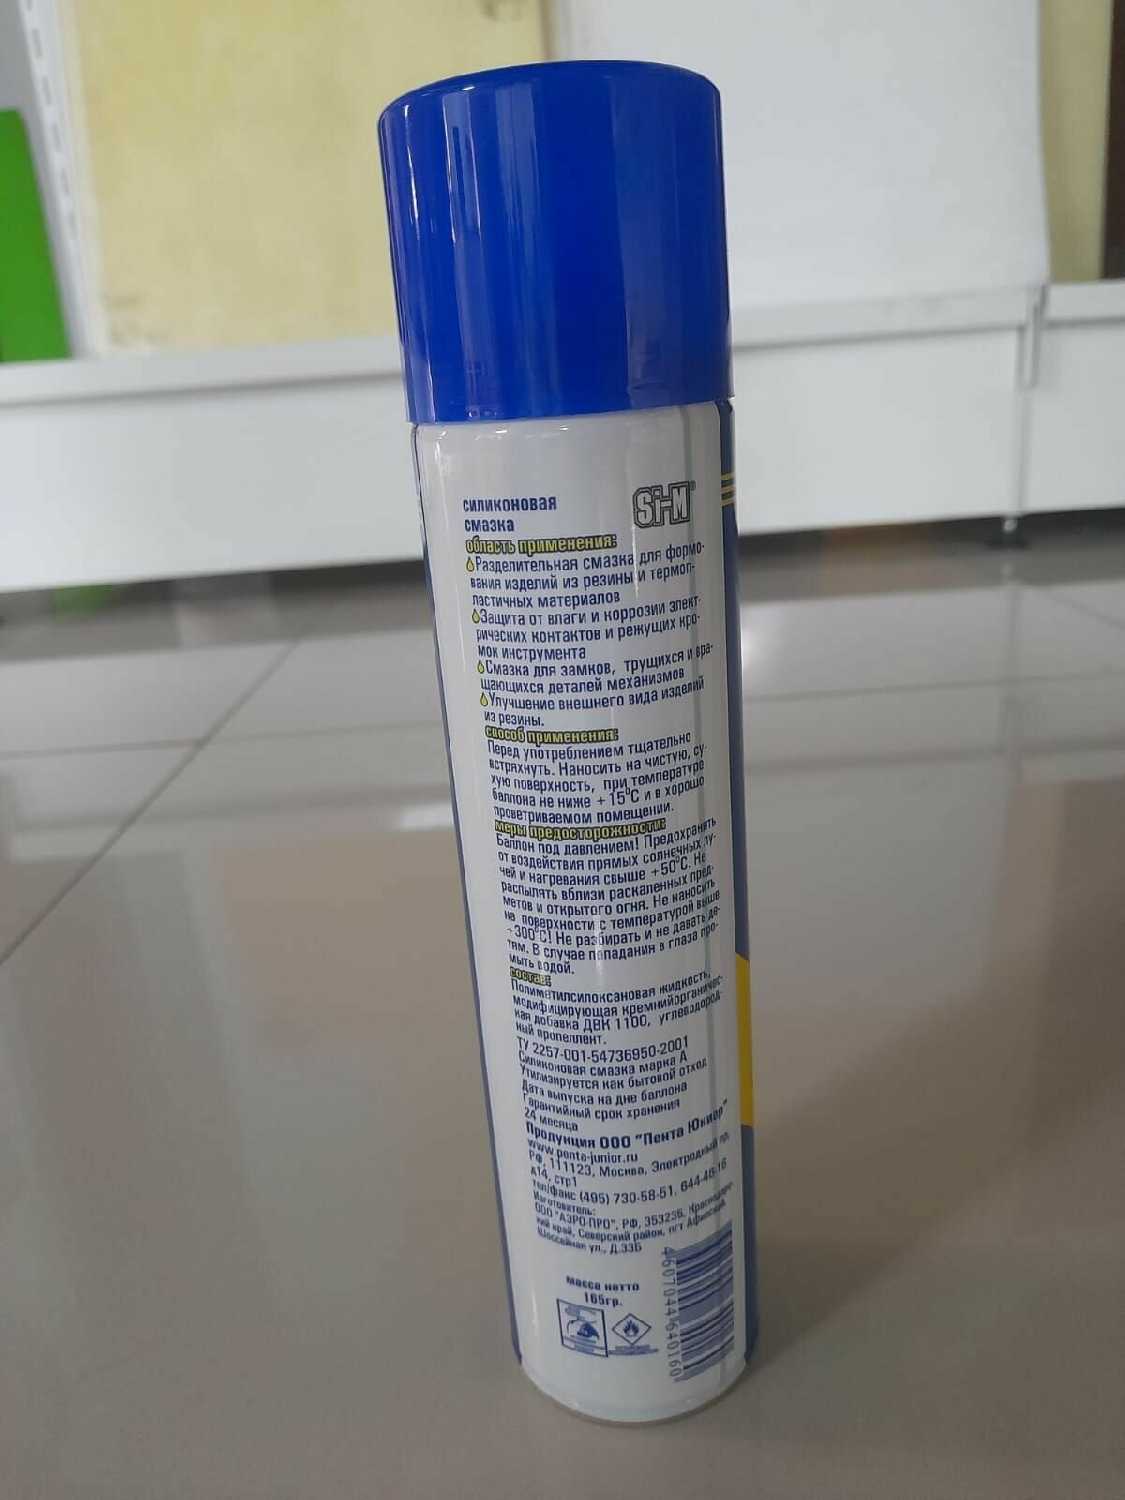 силиконовая
смазка
Si-M®
область применения:
Разделительная смазка для формо-
вания изделий из резины и термоп-
ластичных материалов
Защита от влаги и коррозии элект-
рических контактов и режущих кро-
мок инструмента
Смазка для замков, трущихся и вра-
щающихся деталей механизмов
Улучшение внешнего вида изделий
из резины.
способ применения:
Перед употреблением тщательно
встряхнуть. Наносить на чистую, су-
хую поверхность, при температуре
баллона не ниже +15°С и в хорошо
проветриваемом помещении.
меры предосторожности:
Баллон под давлением! Предохранять
от воздействия прямых солнечных лу-
чей и нагревания свыше +50°С. Не
распылять вблизи раскаленных пред-
метов и открытого огня. Не наносить
на поверхности с температурой выше
+300°С! Не разбирать и не давать де-
тям. В случае попадания в глаза про-
мыть водой.
состав:
Полиметилсилоксановая жидкость,
модифицирующая кремнийорганичес-
кая добавка ДВК 1100, углеводород-
ный пропеллент.
ТУ 2257-001-54736950-2001
Силиконовая смазка марка А
Утилизируется как бытовой отход
Дата выпуска на дне баллона
Гарантийный срок хранения
24 месяца
Продукция ООО "Пента Юниор"
www.penta-junior.ru
РФ, 111123, Москва, Электродный пр,
д14, стр1
тел/факс (495) 730-58-51, 644-46-16
Изготовитель:
ООО "АЭРО-ПРО", РФ, 353236, Краснодарс-
кий край, Северский район, пгт Афипский,
Шоссейная ул., Д.33Б
масса нетто
165гр.
4607044640160